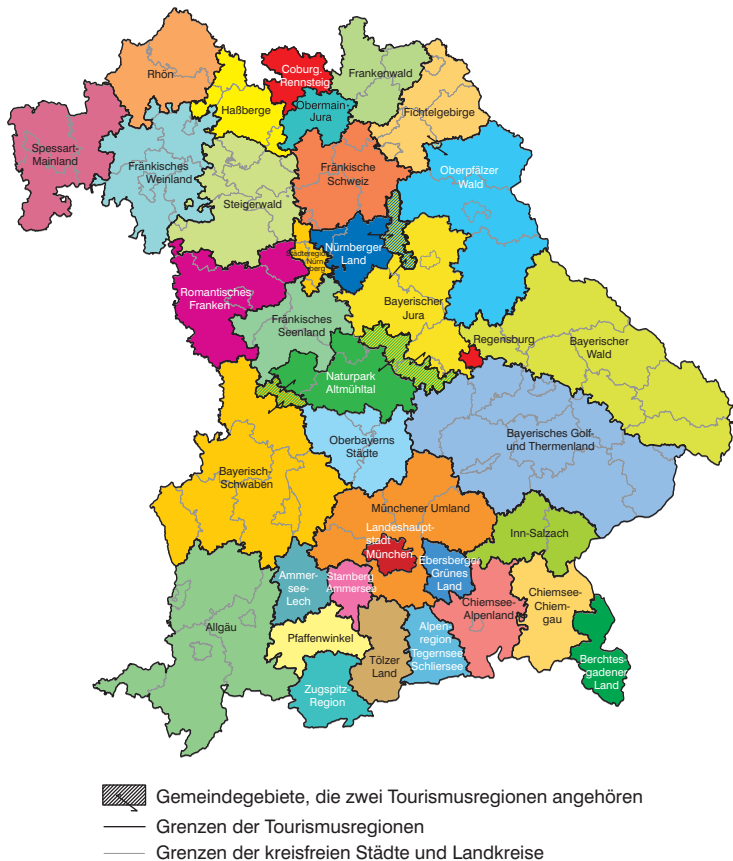 Rhön
Coburg.
Rennsteig
Frankenwald
Haßberge
Obermain-
Jura
Fichtelgebirge
Spessart-
Mainland
Fränkisches
Weinland
Fränkische
Schweiz
Oberpfälzer
Wald
Steigerwald
Städteregion
Nürn-
berg
Nürnberger
Land
Romantisches
Franken
Bayerischer
Jura
Fränkisches
Seenland
Regensburg
Bayerischer
Wald
Naturpark
Altmühltal
Oberbayerns
Städte
Bayerisches Golf-
und Thermenland
Bayerisch-
Schwaben
Münchener Umland
Landeshaupt-
stadt
München
Inn-Salzach
Ebersberger
Grünes
Land
Ammer-
see-
Lech
Starnberg
Ammersee
Chiemsee-
Alpenland
Chiemsee-
Chiem-
gau
Allgäu
Pfaffenwinkel
Alpen-
region
Tegernsee
Schliersee
Tölzer
Land
Berchtes-
gadener
Land
Zugspitz-
Region
Gemeindegebiete, die zwei Tourismusregionen angehören
Grenzen der Tourismusregionen
Grenzen der kreisfreien Städte und Landkreise